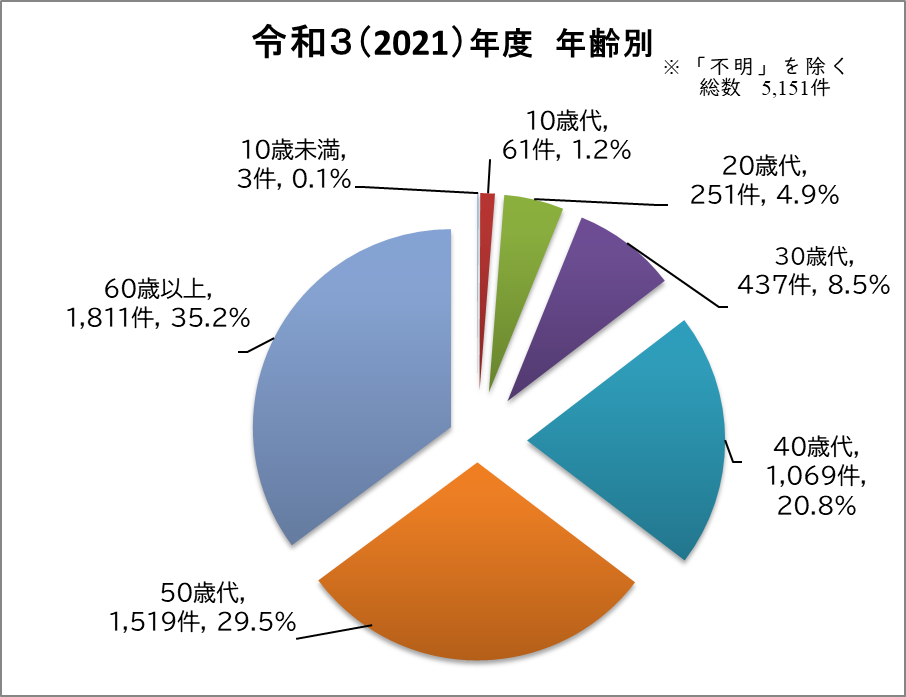 令和３（2021）年度　年齢別
※「不明」を除く
総数　5,151件
10歳代,
61件, 1.2%
10歳未満,
3件, 0.1%
20歳代,
251件, 4.9%
30歳代,
437件, 8.5%
60歳以上,
1,811件, 35.2%
40歳代,
1,069件,
20.8%
50歳代,
1,519件, 29.5%